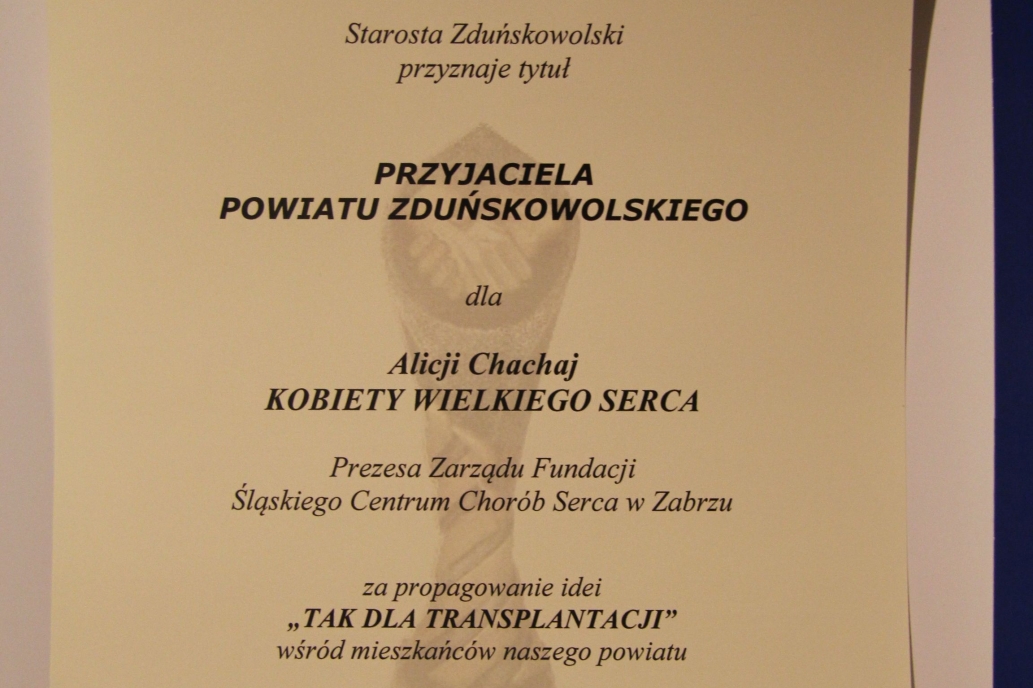 Starosta Zduńskowolski
przyznaje tytuł
PRZYJACIELA
POWIATU ZDUŃSKOWOLSKIEGO
dla
Alicji Chachaj
KOBIETY WIELKIEGO SERCA
Prezesa Zarządu Fundacji
Śląskiego Centrum Chorób Serca w Zabrzu
za propagowanie idei
„TAK DLA TRANSPLANTACJI”
wśród mieszkańców naszego powiatu